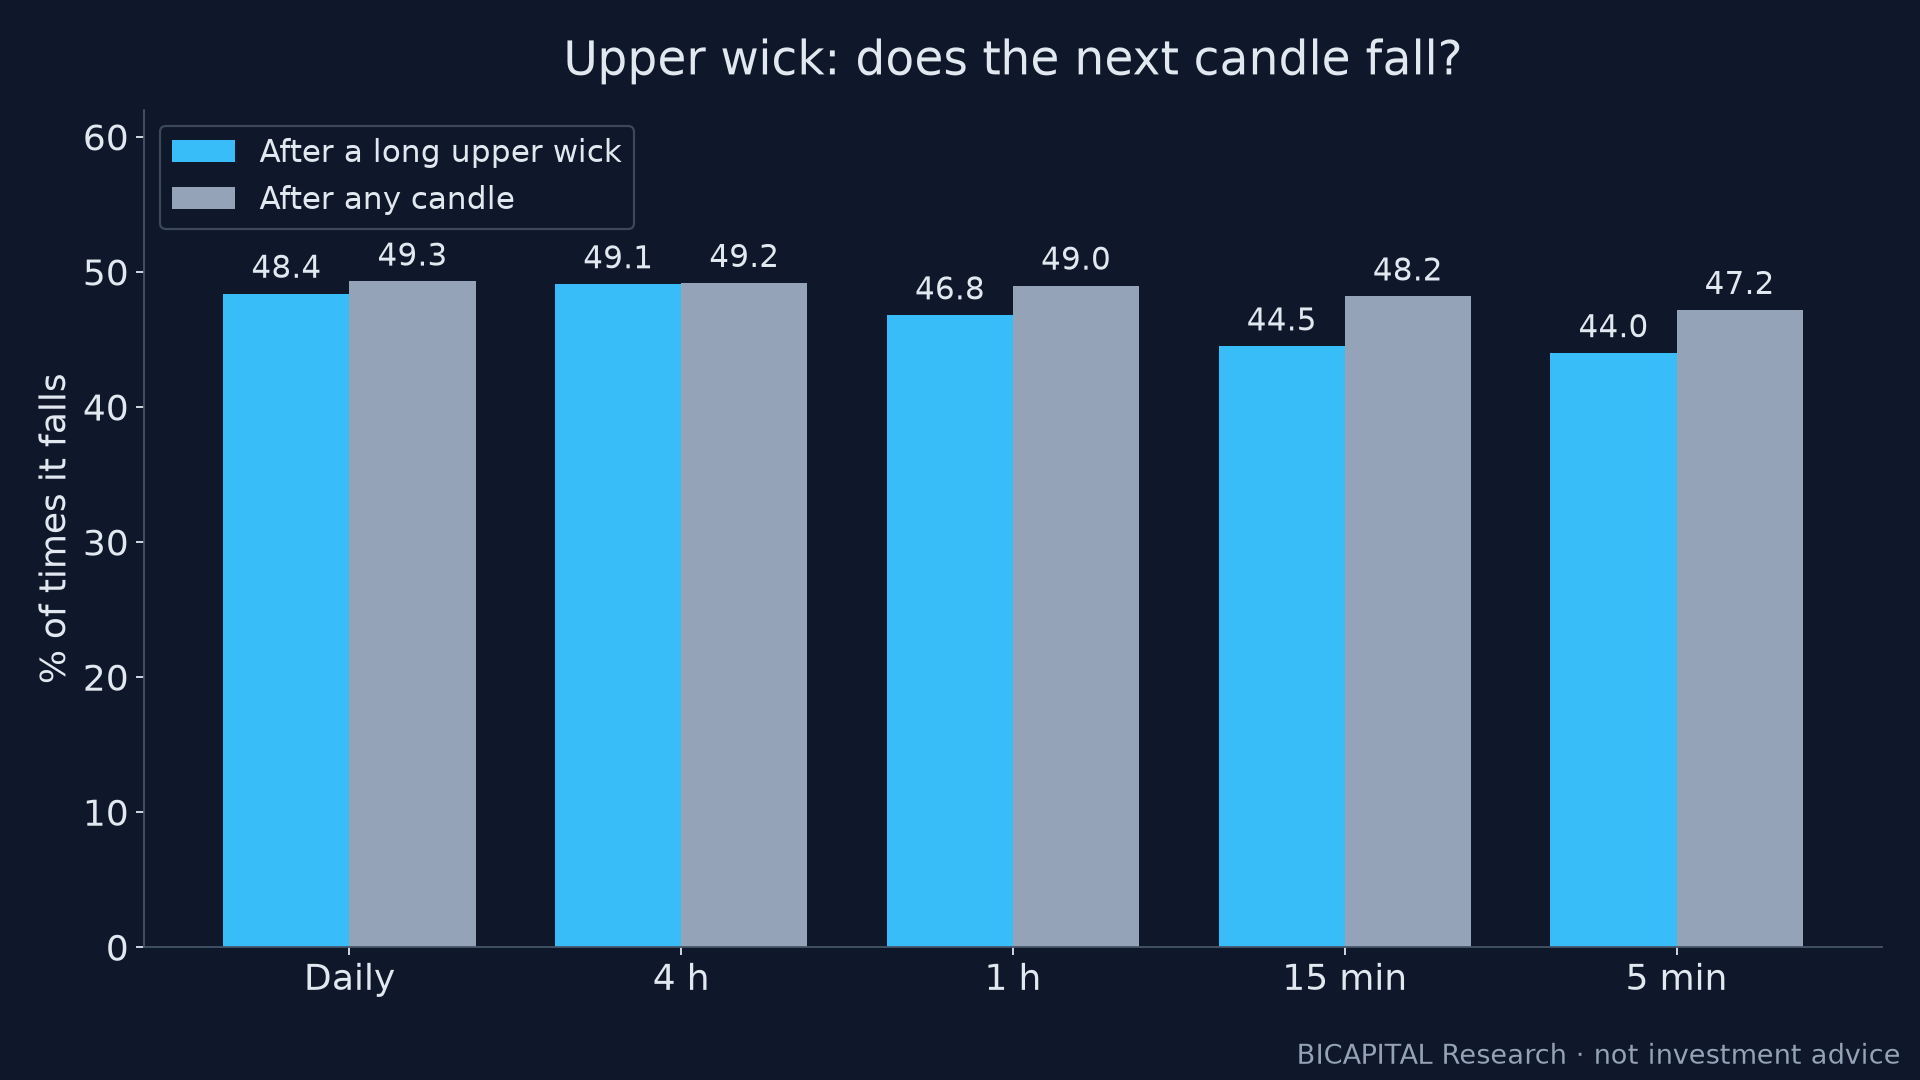 Upper wick: does the next candle fall?
After a long upper wick
After any candle
% of times it falls
60
50
40
30
20
10
0
48.4
49.3
49.1
49.2
46.8
49.0
44.5
48.2
44.0
47.2
Daily
4 h
1 h
15 min
5 min
BICAPITAL Research · not investment advice